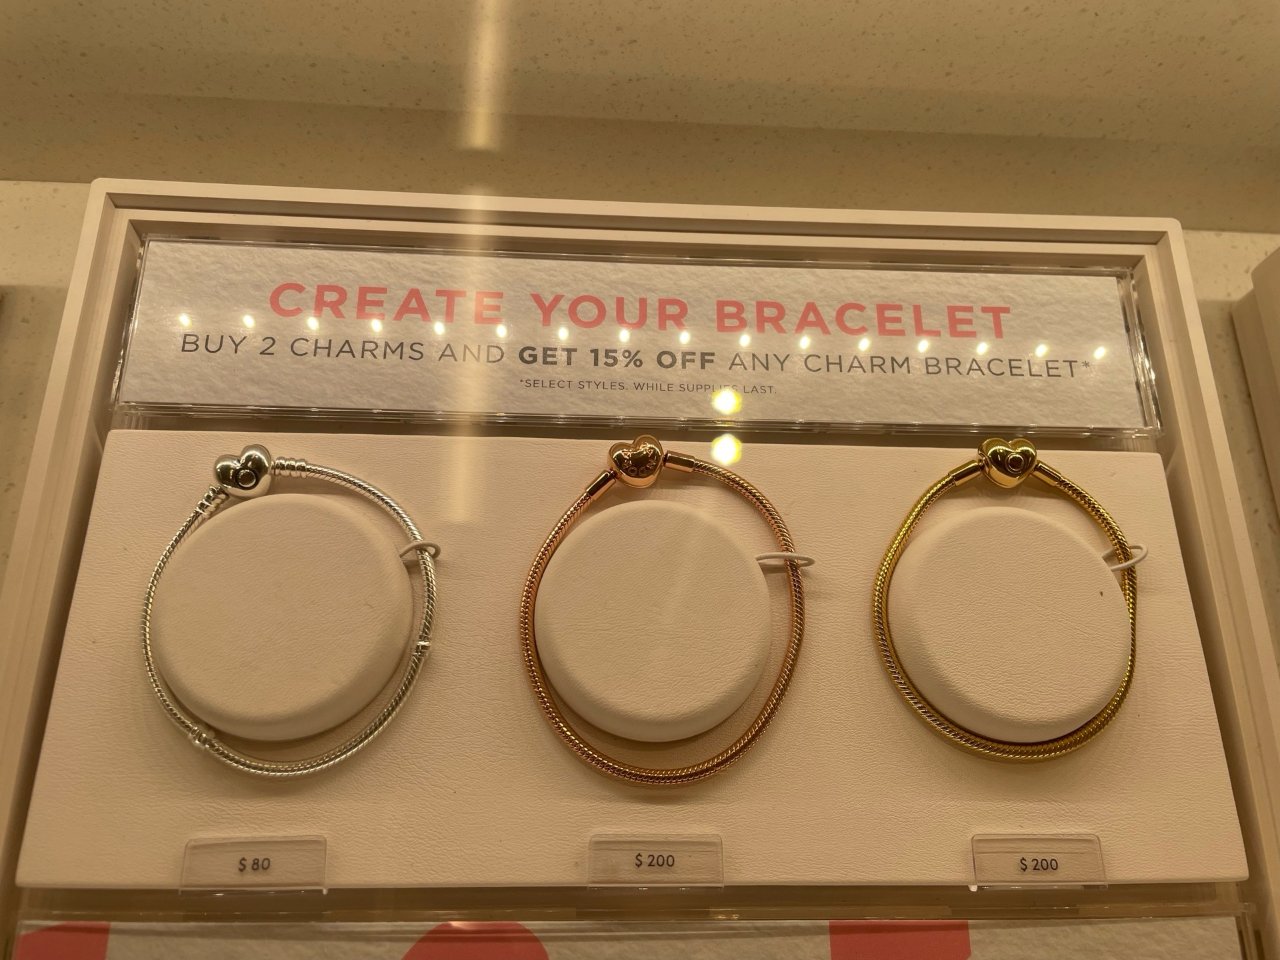 CREATE YOUR BRACELET
BUY 2 CHARMS AND GET 15% OFF ANY CHARM BRACELET*
*SELECT STYLES. WHILE SUPPLIES LAST.
$ 80
$ 200
$ 200